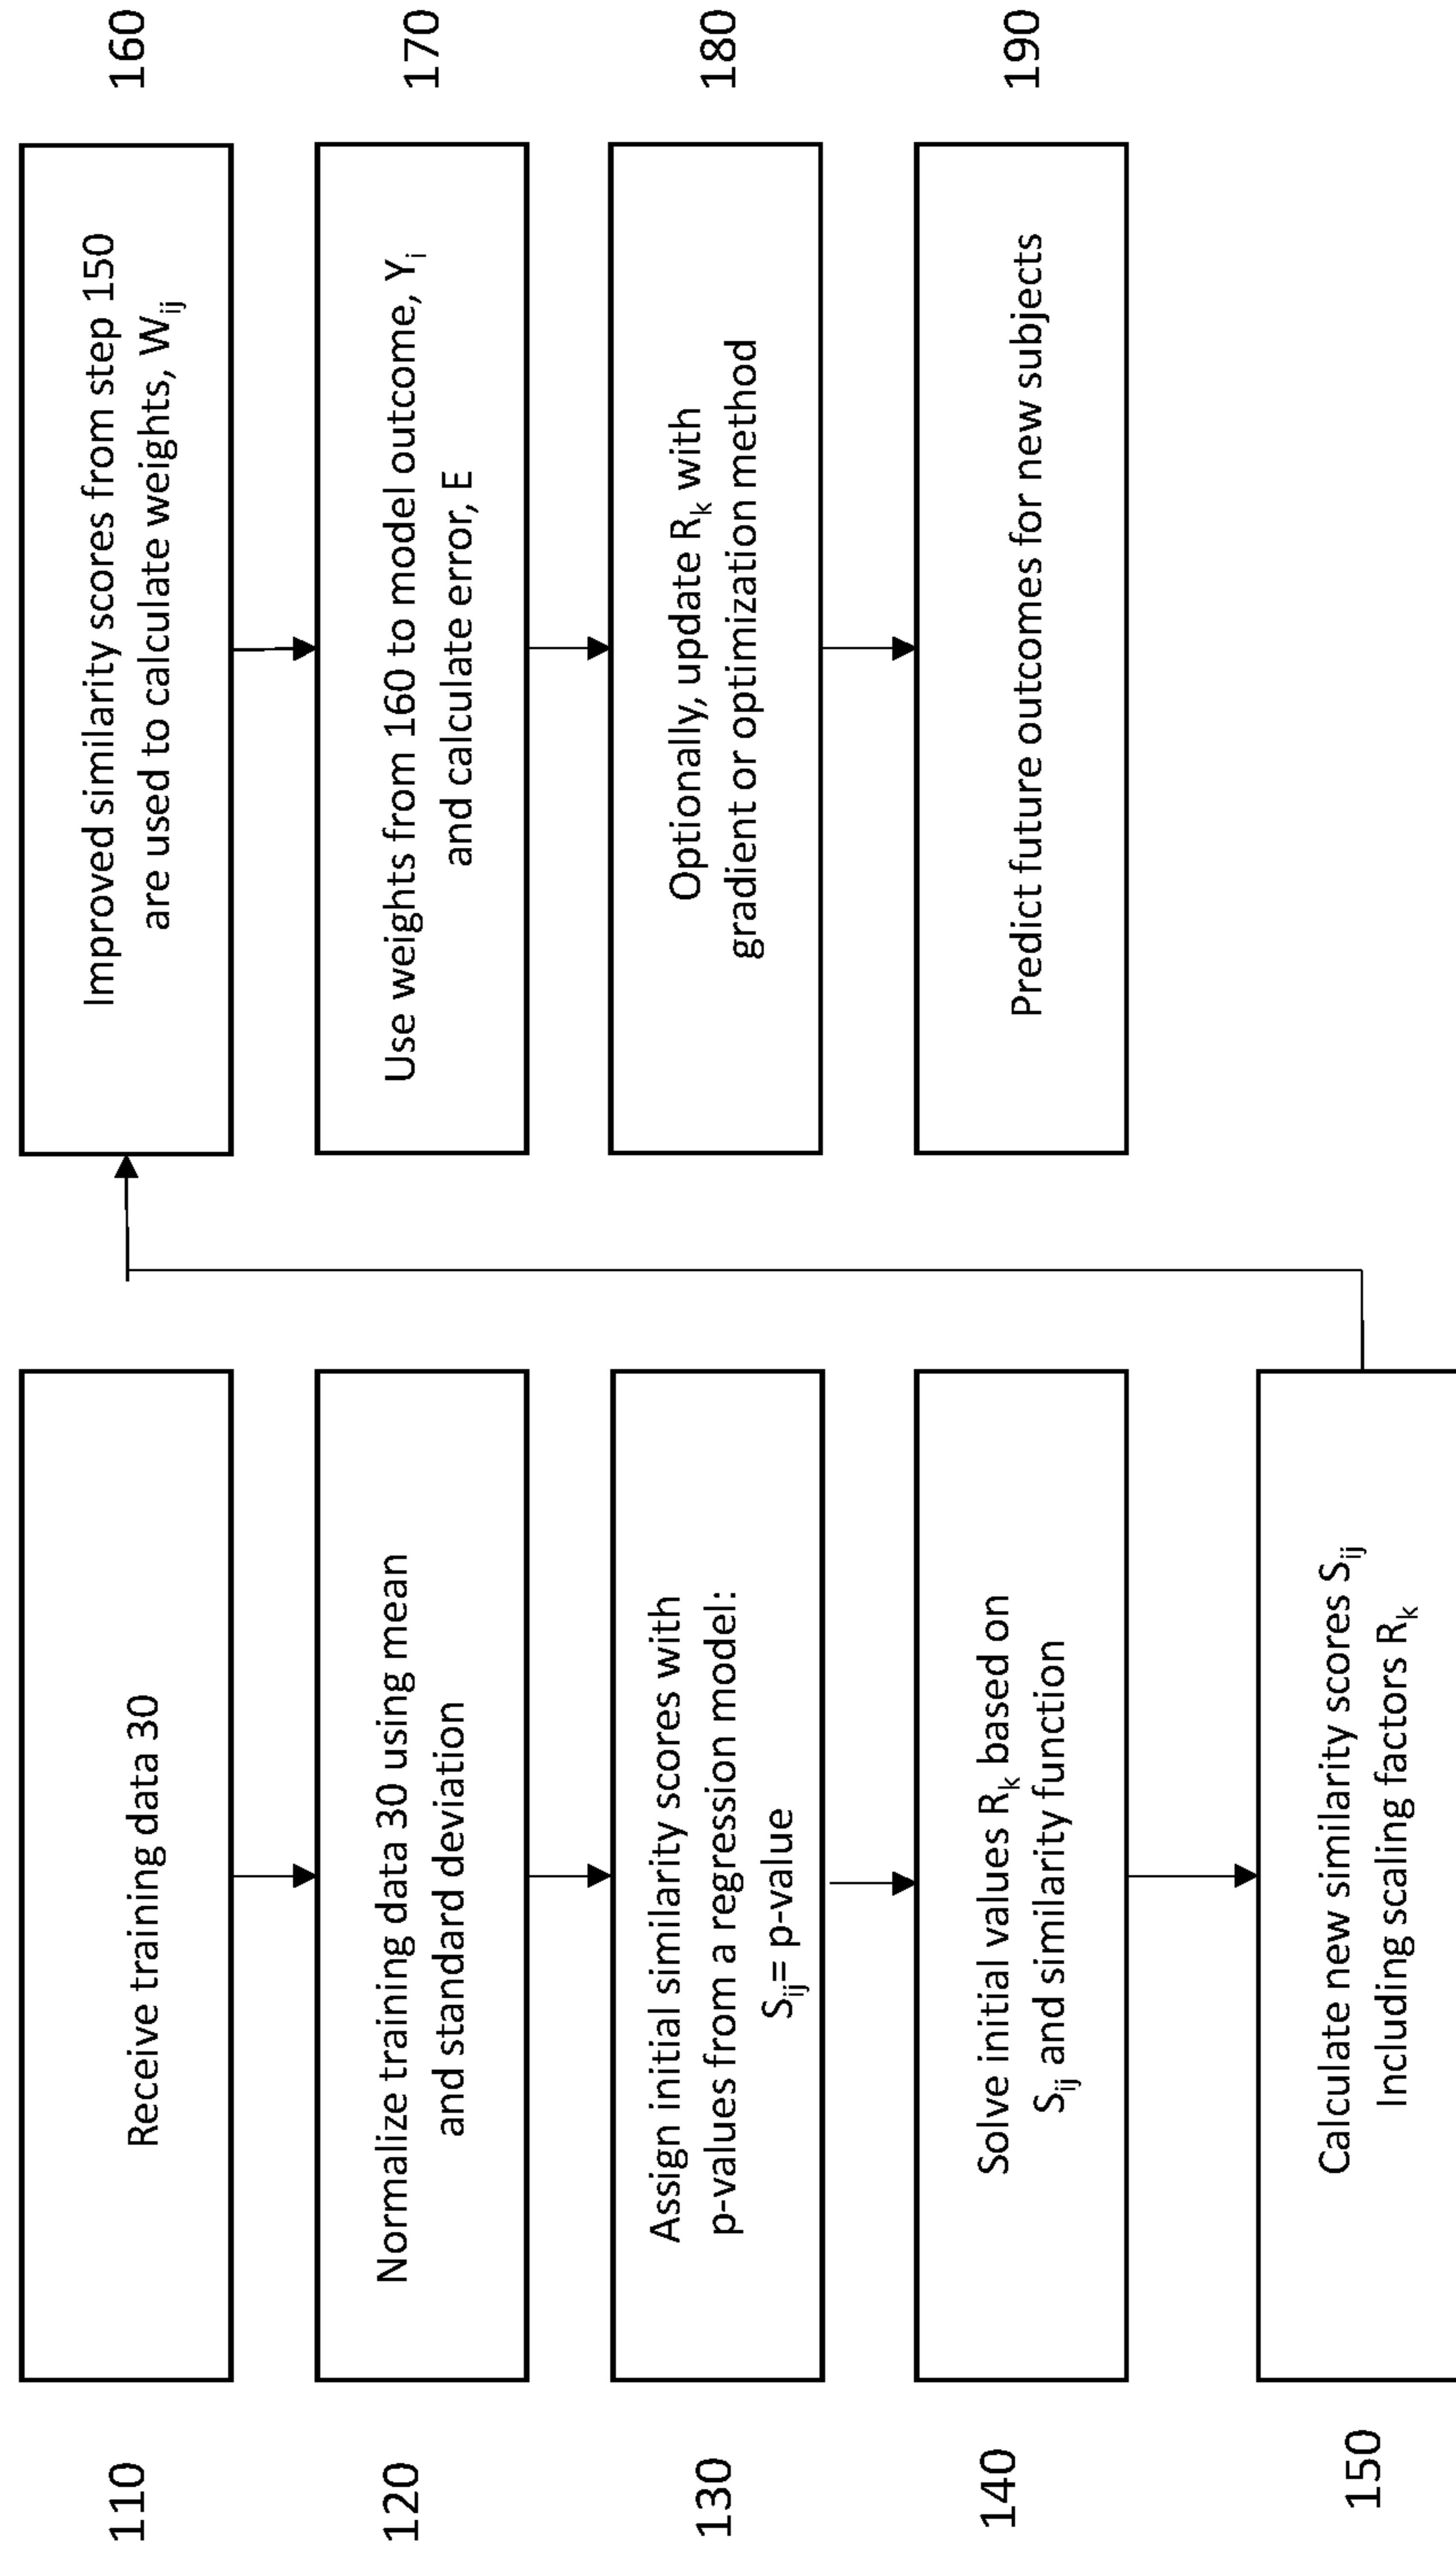 110
Receive training data 30
120
Normalize training data 30 using mean
and standard deviation
130
Assign initial similarity scores with
p-values from a regression model:
Sij= p-value
140
Solve initial values Rk based on
Sij and similarity function
150
Calculate new similarity scores Sij
Including scaling factors Rk
160
Improved similarity scores from step 150
are used to calculate weights, Wij
170
Use weights from 160 to model outcome, Yi
and calculate error, E
180
Optionally, update Rk with
gradient or optimization method
190
Predict future outcomes for new subjects